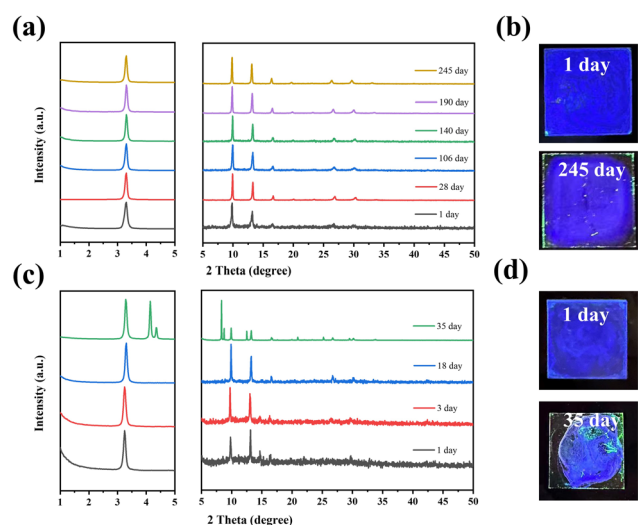 (a)
(b)
Intensity (a.u.)
245 day
190 day
140 day
106 day
28 day
1 day
1 2 3 4 5
5 10 15 20 25 30 35 40 45 50
2 Theta (degree)
1 day
245 day
(c)
(d)
Intensity (a.u.)
35 day
18 day
3 day
1 day
1 2 3 4 5
5 10 15 20 25 30 35 40 45 50
2 Theta (degree)
1 day
35 day